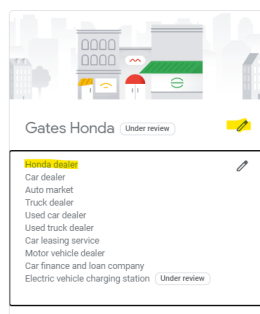 Gates Honda Under review
Honda dealer
Car dealer
Auto market
Truck dealer
Used car dealer
Used truck dealer
Car leasing service
Motor vehicle dealer
Car finance and loan company
Electric vehicle charging station Under review